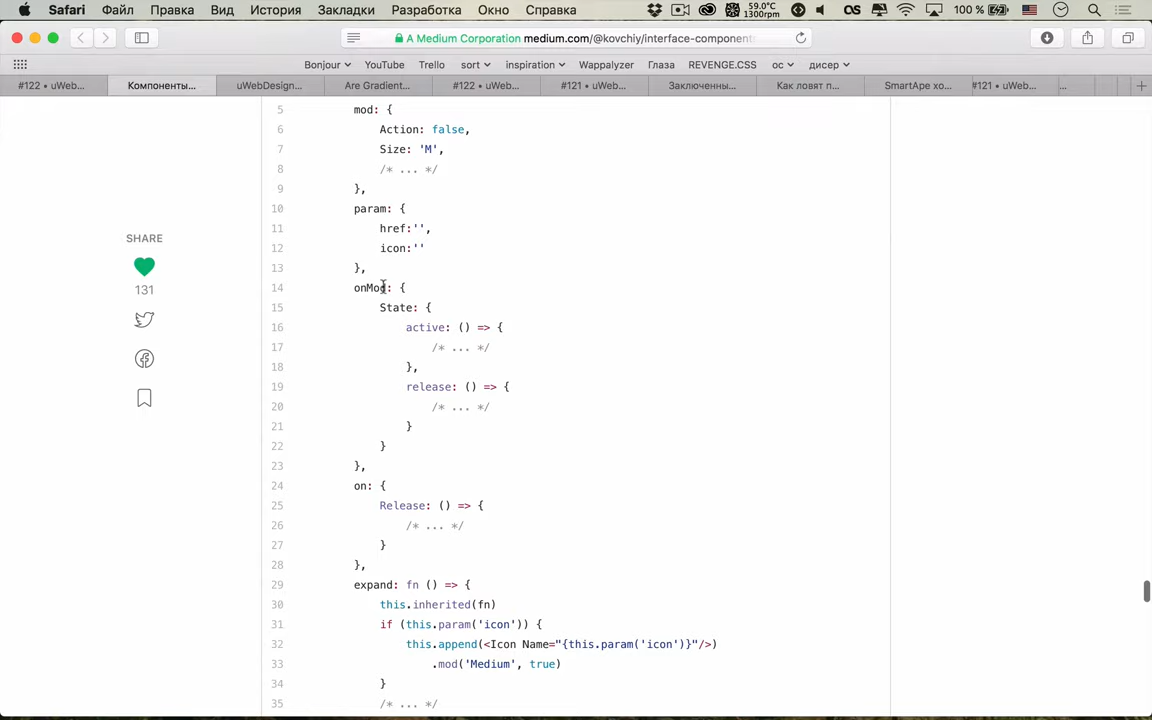 Safari Файл Правка Вид История Закладки Разработка Окно Справка 59.0°C 1300rpm 100 %
A Medium Corporation medium.com/@kovchiy/interface-component
Bonjour YouTube Trello sort inspiration Wappalyzer Глаза REVENGE.CSS ос дисер
#122 • uWeb... Компоненты... uWebDesign... Are Gradient... #122 • uWeb... #121 • uWeb... Заключенны... Как ловят п... SmartApe хо... #121 • uWeb... ...
5 mod: {
6 Action: false,
7 Size: 'M',
8 /* ... */
9 },
10 param: {
11 href:'',
12 icon:''
13 },
14 onMod: {
15 State: {
16 active: () => {
17 /* ... */
18 },
19 release: () => {
20 /* ... */
21 }
22 }
23 },
24 on: {
25 Release: () => {
26 /* ... */
27 }
28 },
29 expand: fn () => {
30 this.inherited(fn)
31 if (this.param('icon')) {
32 this.append(<Icon Name="{this.param('icon')}"/>)
33 .mod('Medium', true)
34 }
35 /* ... */
SHARE
131